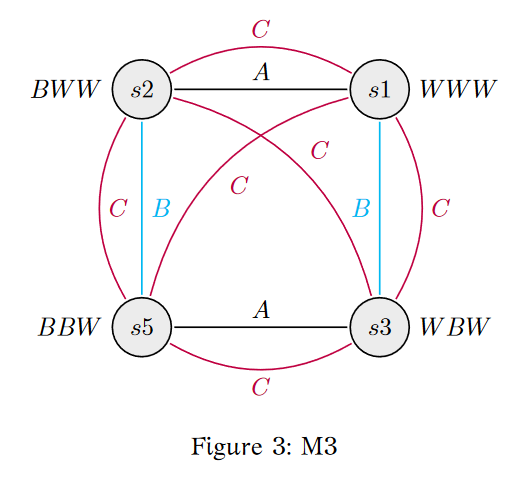 C
BWW s2 A s1 WWW
C
C
C B B C
BBW s5 A s3 WBW
C
Figure 3: M3